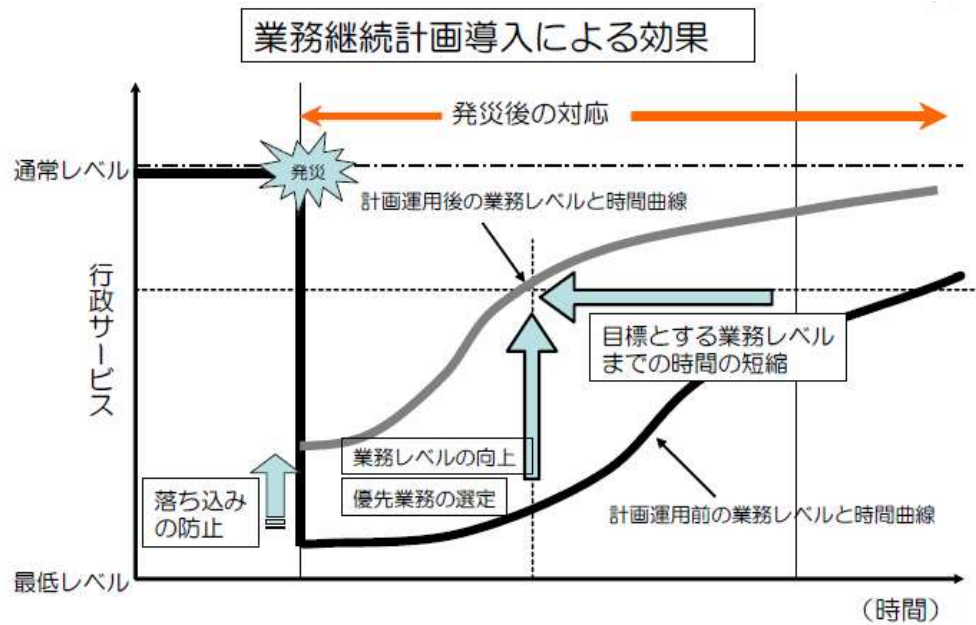 業務継続計画導入による効果
発災後の対応
通常レベル
発災
計画運用後の業務レベルと時間曲線
行政サービス
目標とする業務レベル
までの時間の短縮
業務レベルの向上
優先業務の選定
落ち込み
の防止
計画運用前の業務レベルと時間曲線
最低レベル
（時間）